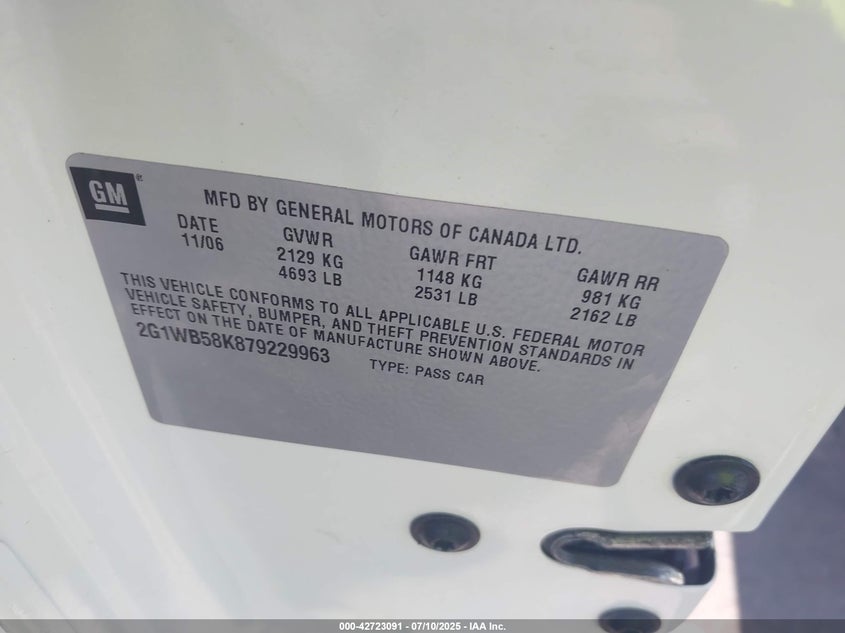 GM
MFD BY GENERAL MOTORS OF CANADA LTD.
DATE GVWR GAWR FRT GAWR RR
11/06 2129 KG 1148 KG 981 KG
4693 LB 2531 LB 2162 LB
THIS VEHICLE CONFORMS TO ALL APPLICABLE U.S. FEDERAL MOTOR
VEHICLE SAFETY, BUMPER, AND THEFT PREVENTION STANDARDS IN
EFFECT ON THE DATE OF MANUFACTURE SHOWN ABOVE.
2G1WB58K879229963 TYPE: PASS CAR
000-42723091 - 07/10/2025 - IAA Inc.